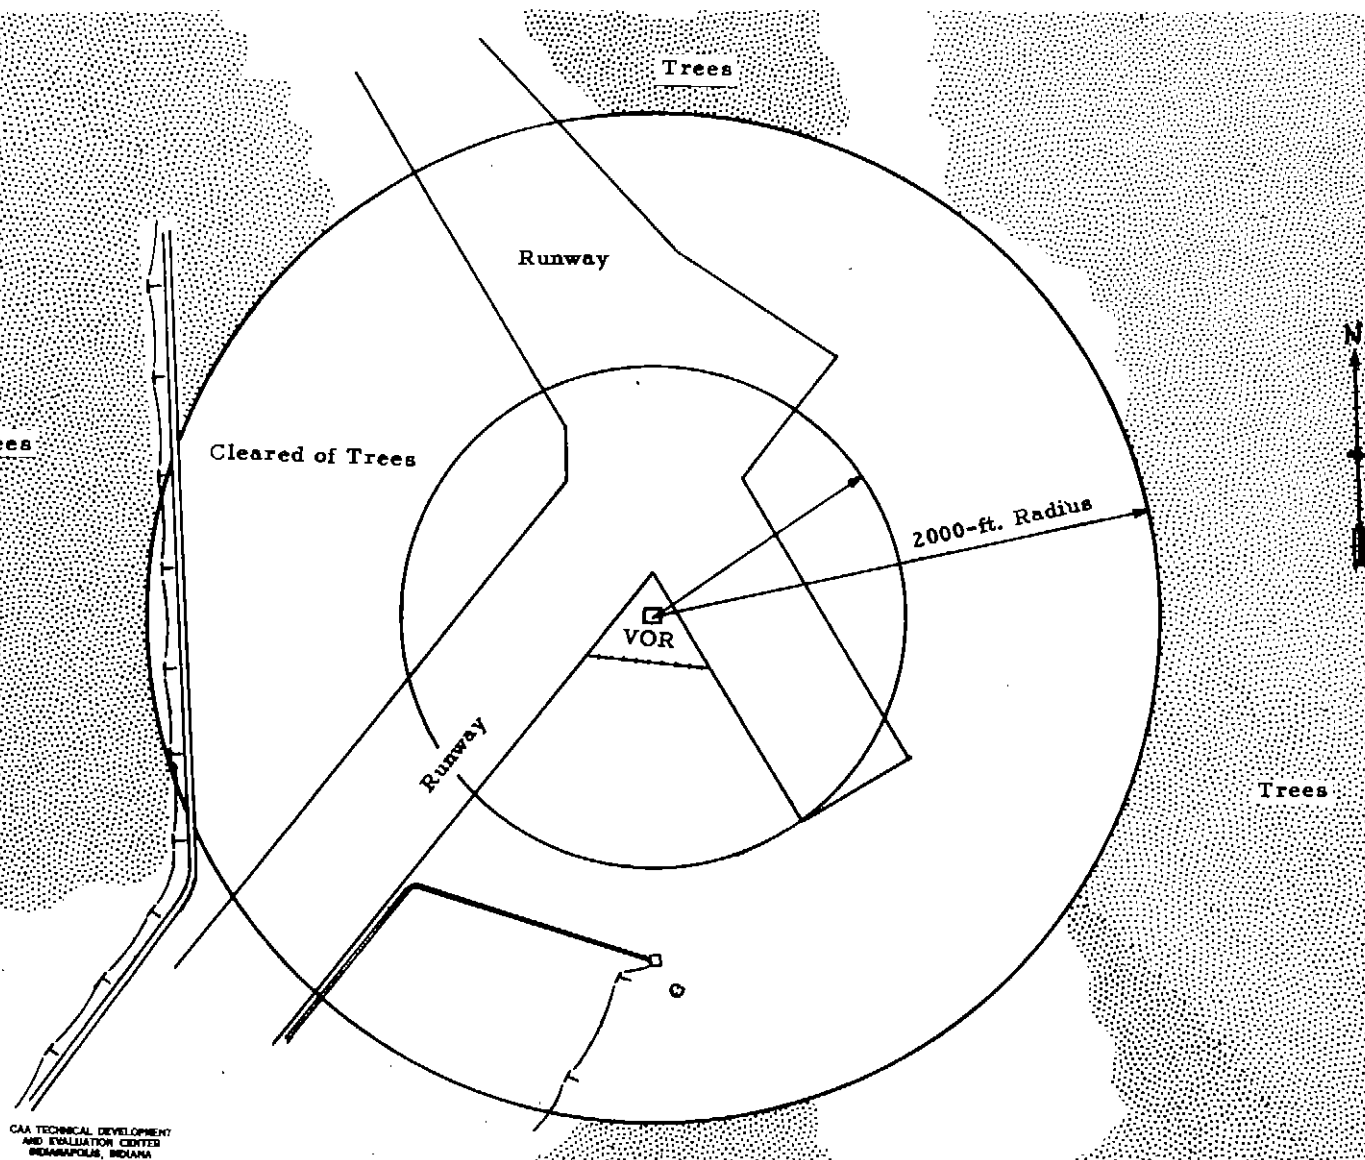 Trees
Runway
N
ees
Cleared of Trees
2000-ft. Radius
VOR
Runway
Trees
CAA TECHNICAL DEVELOPMENT
AND EVALUATION CENTER
INDIANAPOLIS, INDIANA